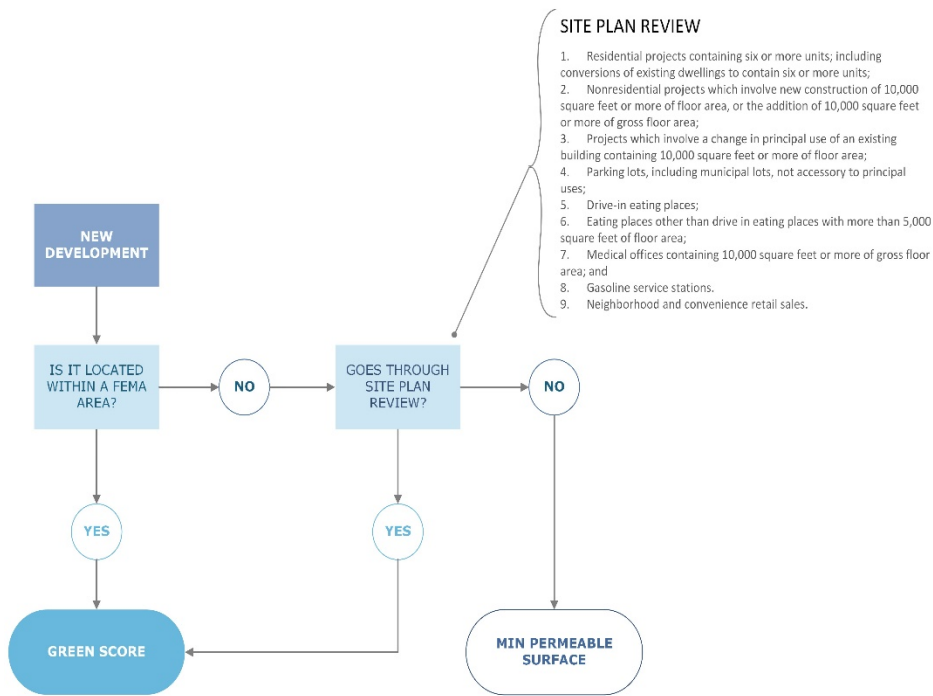 SITE PLAN REVIEW
1. Residential projects containing six or more units; including
conversions of existing dwellings to contain six or more units;
2. Nonresidential projects which involve new construction of 10,000
square feet or more of floor area, or the addition of 10,000 square feet
or more of gross floor area;
3. Projects which involve a change in principal use of an existing
building containing 10,000 square feet or more of floor area;
4. Parking lots, including municipal lots, not accessory to principal
uses;
5. Drive-in eating places;
6. Eating places other than drive in eating places with more than 5,000
square feet of floor area;
7. Medical offices containing 10,000 square feet or more of gross floor
area; and
8. Gasoline service stations.
9. Neighborhood and convenience retail sales.
NEW
DEVELOPMENT
IS IT LOCATED
WITHIN A FEMA
AREA?
NO
GOES THROUGH
SITE PLAN
REVIEW?
NO
YES
YES
GREEN SCORE
MIN PERMEABLE
SURFACE